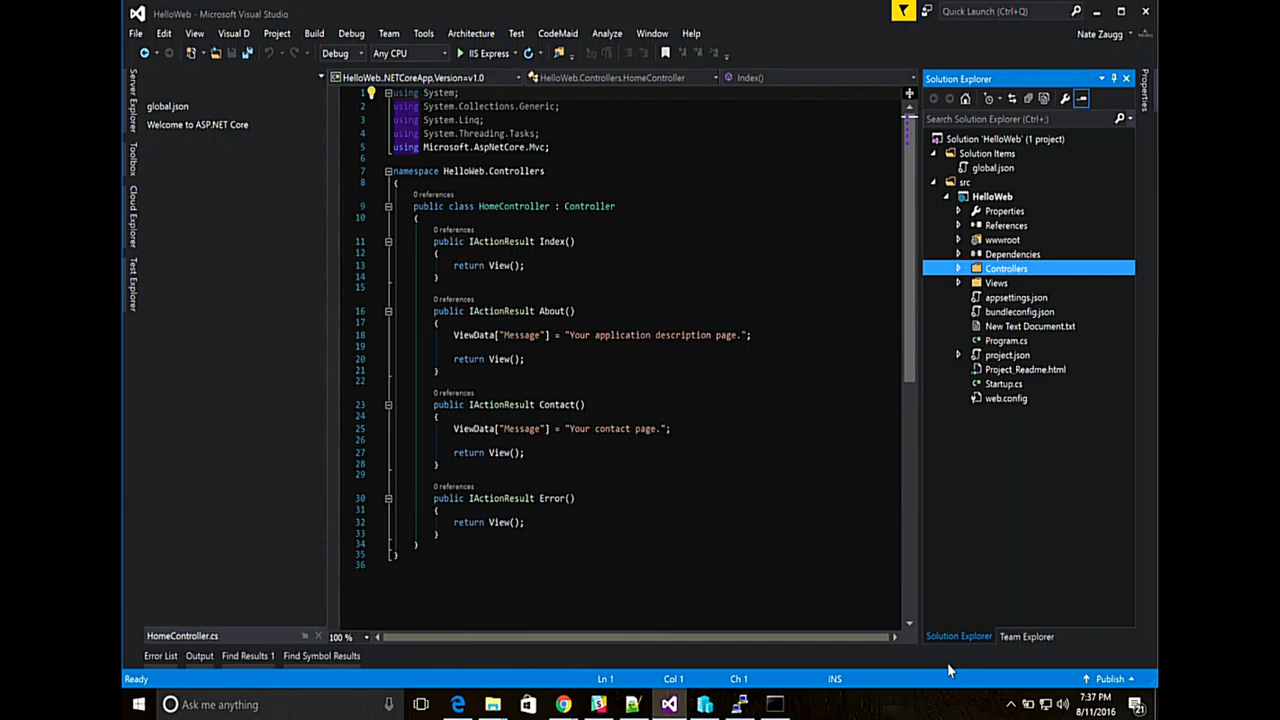 HelloWeb - Microsoft Visual Studio
Quick Launch (Ctrl+Q)
File Edit View Visual D Project Build Debug Team Tools Architecture Test CodeMaid Analyze Window Help
Nate Zaugg
Debug Any CPU IIS Express
HelloWeb..NETCoreApp,Version=v1.0 HelloWeb.Controllers.HomeController Index()
Server Explorer
Toolbox
Cloud Explorer
Test Explorer
global.json
Welcome to ASP.NET Core
HomeController.cs
1 using System;
2 using System.Collections.Generic;
3 using System.Linq;
4 using System.Threading.Tasks;
5 using Microsoft.AspNetCore.Mvc;
6
7 namespace HelloWeb.Controllers
8 {
0 references
9 public class HomeController : Controller
10 {
0 references
11 public IActionResult Index()
12 {
13 return View();
14 }
15
0 references
16 public IActionResult About()
17 {
18 ViewData["Message"] = "Your application description page.";
19
20 return View();
21 }
22
0 references
23 public IActionResult Contact()
24 {
25 ViewData["Message"] = "Your contact page.";
26
27 return View();
28 }
29
0 references
30 public IActionResult Error()
31 {
32 return View();
33 }
34 }
35 }
36
100 %
Solution Explorer
Search Solution Explorer (Ctrl+;)
Solution 'HelloWeb' (1 project)
Solution Items
global.json
src
HelloWeb
Properties
References
wwwroot
Dependencies
Controllers
Views
appsettings.json
bundleconfig.json
New Text Document.txt
Program.cs
project.json
Project_Readme.html
Startup.cs
web.config
Solution Explorer Team Explorer
Properties
Error List Output Find Results 1 Find Symbol Results
Ready Ln 1 Col 1 Ch 1 INS Publish
Ask me anything
7:37 PM
8/11/2016